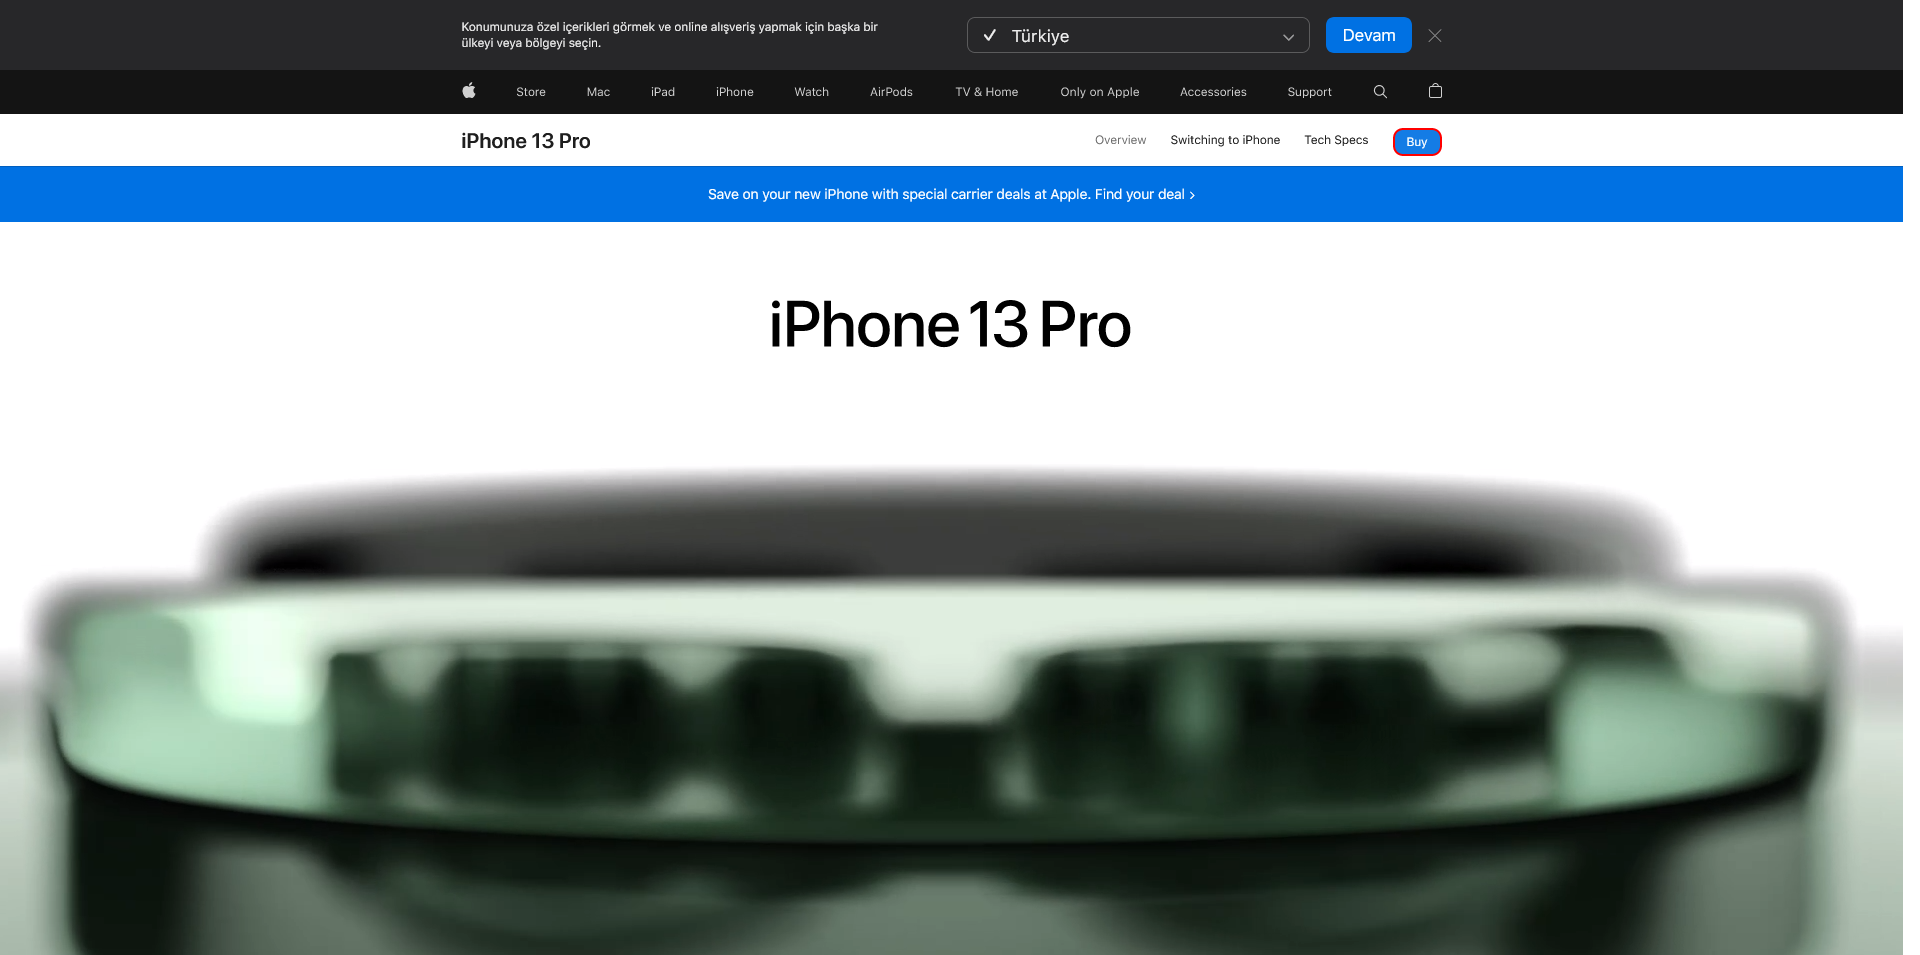 Konumunuza özel içerikleri görmek ve online alışveriş yapmak için başka bir
ülkeyi veya bölgeyi seçin.
Türkiye
Devam
Store Mac iPad iPhone Watch AirPods TV & Home Only on Apple Accessories Support
iPhone 13 Pro
Overview Switching to iPhone Tech Specs Buy
Save on your new iPhone with special carrier deals at Apple. Find your deal >
iPhone 13 Pro